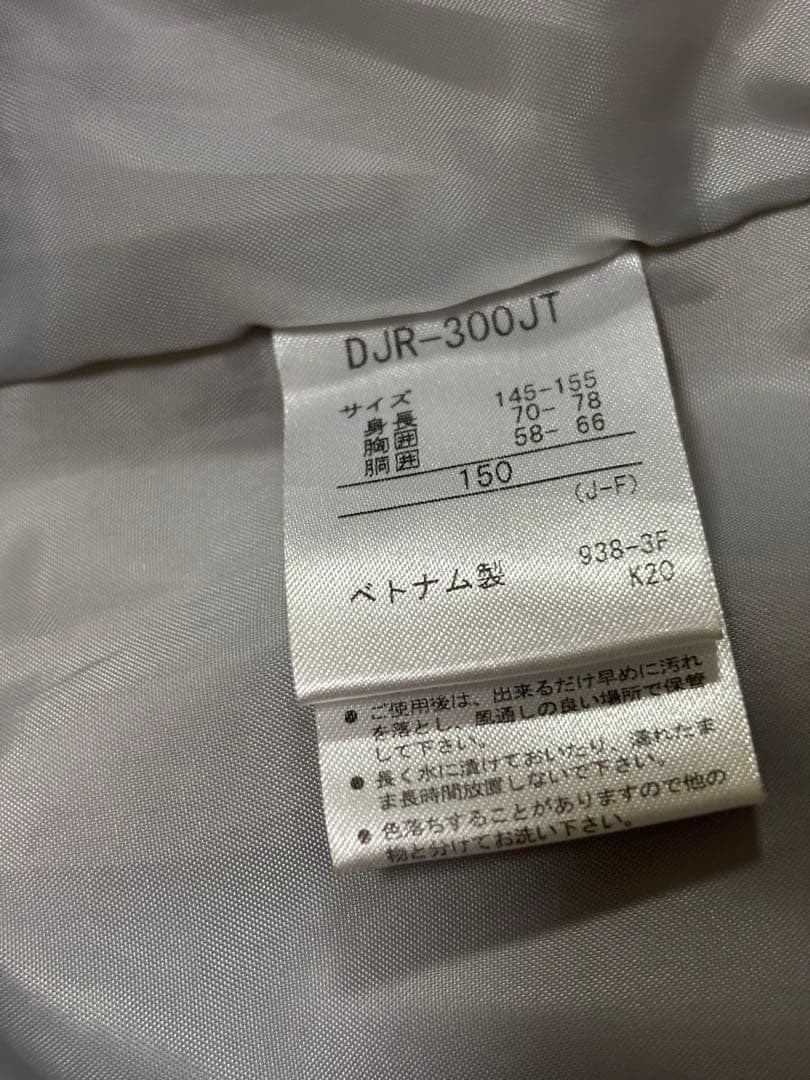 DJR-300JT
サイズ
身長 145-155
胸囲 70- 78
胴囲 58- 66
150
(J-F)
938-3F
ベトナム製 K20
● ご使用後は、出来るだけ早めに汚れ
を落とし、風通しの良い場所で保管
して下さい。
● 長く水に漬けておいたり、濡れたま
ま長時間放置しないで下さい。
● 色落ちすることがありますので他の
物と分けてお洗い下さい。